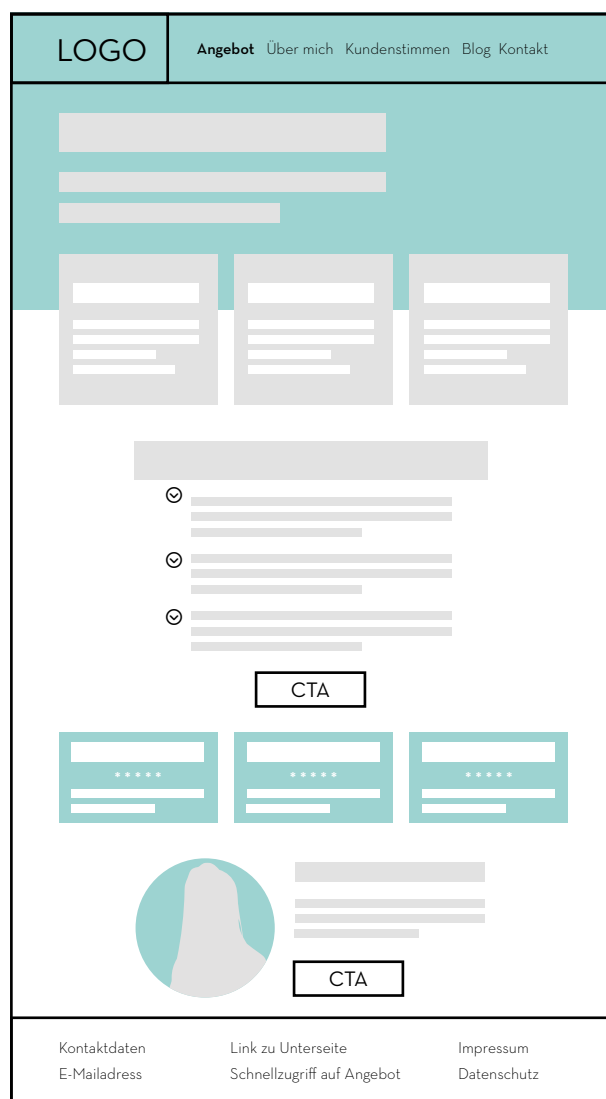 LOGO
Angebot Über mich Kundenstimmen Blog Kontakt
CTA
* * * * *
* * * * *
* * * * *
CTA
Kontaktdaten
Link zu Unterseite
Impressum
E-Mailadress
Schnellzugriff auf Angebot
Datenschutz